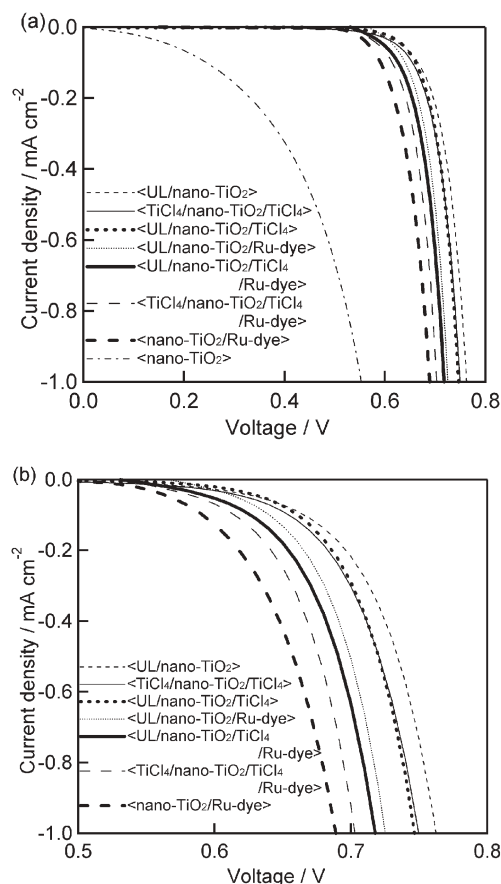 (a)
0.0
-0.2
-0.4
-0.6
-0.8
-1.0
Current density / mA cm⁻²
<UL/nano-TiO₂>
<TiCl₄/nano-TiO₂/TiCl₄>
<UL/nano-TiO₂/TiCl₄>
<UL/nano-TiO₂/Ru-dye>
<UL/nano-TiO₂/TiCl₄
/Ru-dye>
<TiCl₄/nano-TiO₂/TiCl₄
/Ru-dye>
<nano-TiO₂/Ru-dye>
<nano-TiO₂>
0.0 0.2 0.4 0.6 0.8
Voltage / V
(b)
0.0
-0.2
-0.4
-0.6
-0.8
-1.0
Current density / mA cm⁻²
<UL/nano-TiO₂>
<TiCl₄/nano-TiO₂/TiCl₄>
<UL/nano-TiO₂/TiCl₄>
<UL/nano-TiO₂/Ru-dye>
<UL/nano-TiO₂/TiCl₄
/Ru-dye>
<TiCl₄/nano-TiO₂/TiCl₄
/Ru-dye>
<nano-TiO₂/Ru-dye>
0.5 0.6 0.7 0.8
Voltage / V